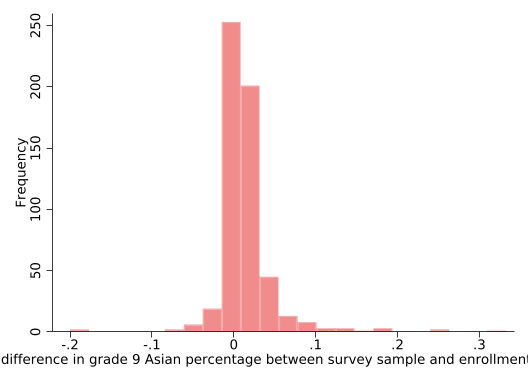 250
200
150
100
50
0
Frequency
-.2 -.1 0 .1 .2 .3
difference in grade 9 Asian percentage between survey sample and enrollment